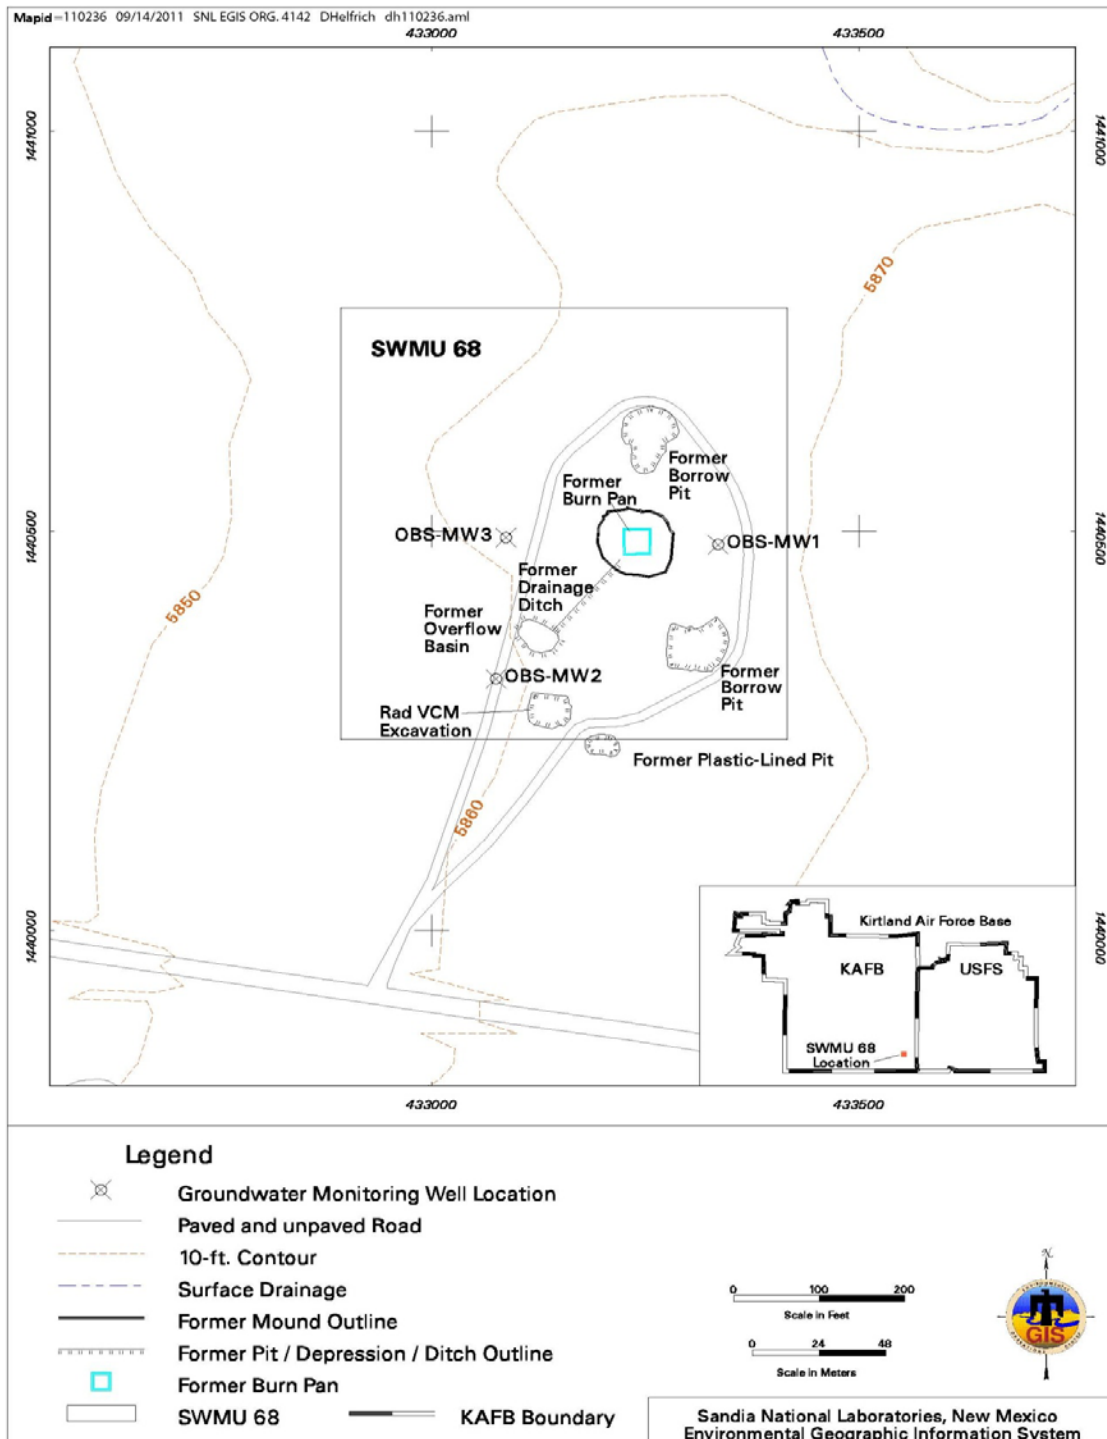 Mapid=110236 09/14/2011 SNL EGIS ORG. 4142 DHelfrich dh110236.aml
433000
433500
1441000
1441000
5870
SWMU 68
Former
Borrow
Pit
Former
Burn Pan
1440500
1440500
OBS-MW3
OBS-MW1
Former
Drainage
Ditch
5850
Former
Overflow
Basin
OBS-MW2
Former
Borrow
Pit
Rad VCM
Excavation
Former Plastic-Lined Pit
5860
1440000
1440000
Kirtland Air Force Base
KAFB
USFS
SWMU 68
Location
433000
433500
Legend
Groundwater Monitoring Well Location
Paved and unpaved Road
10-ft. Contour
Surface Drainage
Former Mound Outline
Former Pit / Depression / Ditch Outline
Former Burn Pan
SWMU 68
KAFB Boundary
0 100 200
Scale in Feet
0 24 48
Scale in Meters
N
GIS
Sandia National Laboratories, New Mexico
Environmental Geographic Information System